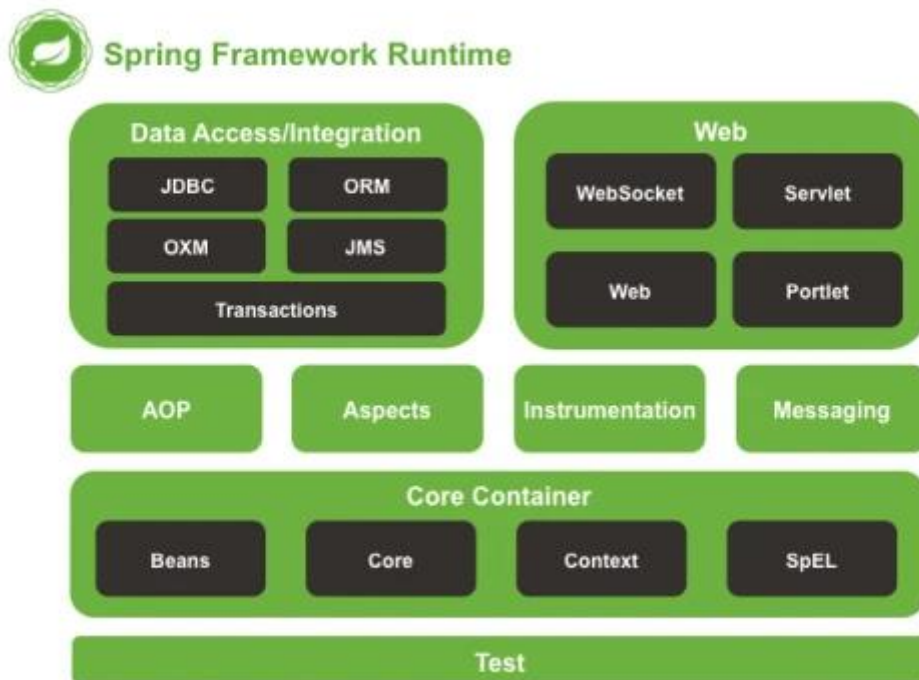 Spring Framework Runtime
Data Access/Integration
JDBC
ORM
OXM
JMS
Transactions
Web
WebSocket
Servlet
Web
Portlet
AOP
Aspects
Instrumentation
Messaging
Core Container
Beans
Core
Context
SpEL
Test